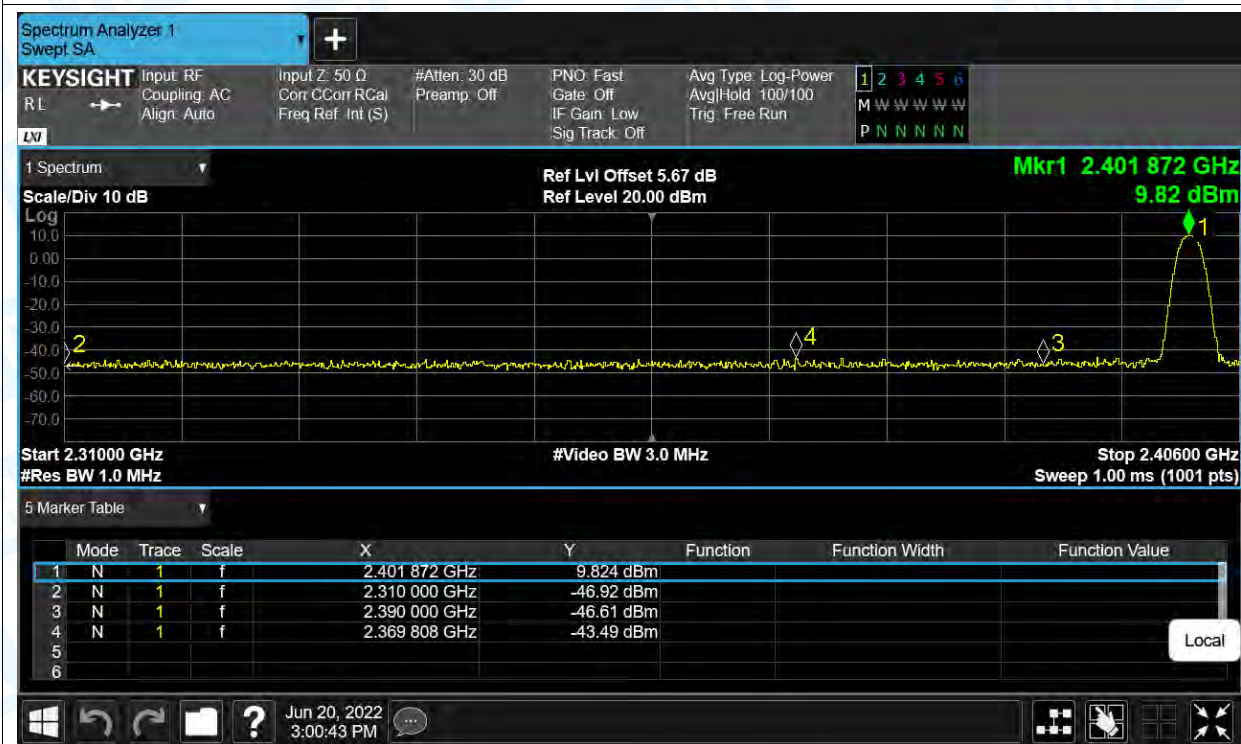 Spectrum Analyzer 1
Swept SA
+
KEYSIGHT Input: RF Input Z: 50 Ω #Atten: 30 dB PNO: Fast Avg Type: Log-Power 1 2 3 4 5 6
RL Coupling: AC Corr CCorr RCal Preamp: Off Gate: Off Avg|Hold: 100/100 M W W W W W
Align: Auto Freq Ref: Int (S) IF Gain: Low Trig: Free Run
LXI Sig Track: Off P N N N N N
1 Spectrum Ref Lvl Offset 5.67 dB Mkr1 2.401 872 GHz
Scale/Div 10 dB Ref Level 20.00 dBm 9.82 dBm
Log
10.0
0.00
-10.0
-20.0
-30.0
-40.0
-50.0
-60.0
-70.0
1
2
4
3
Start 2.31000 GHz #Video BW 3.0 MHz Stop 2.40600 GHz
#Res BW 1.0 MHz Sweep 1.00 ms (1001 pts)
5 Marker Table
Mode Trace Scale X Y Function Function Width Function Value
1 N 1 f 2.401 872 GHz 9.824 dBm
2 N 1 f 2.310 000 GHz -46.92 dBm
3 N 1 f 2.390 000 GHz -46.61 dBm
4 N 1 f 2.369 808 GHz -43.49 dBm
5
6
Local
? Jun 20, 2022
3:00:43 PM